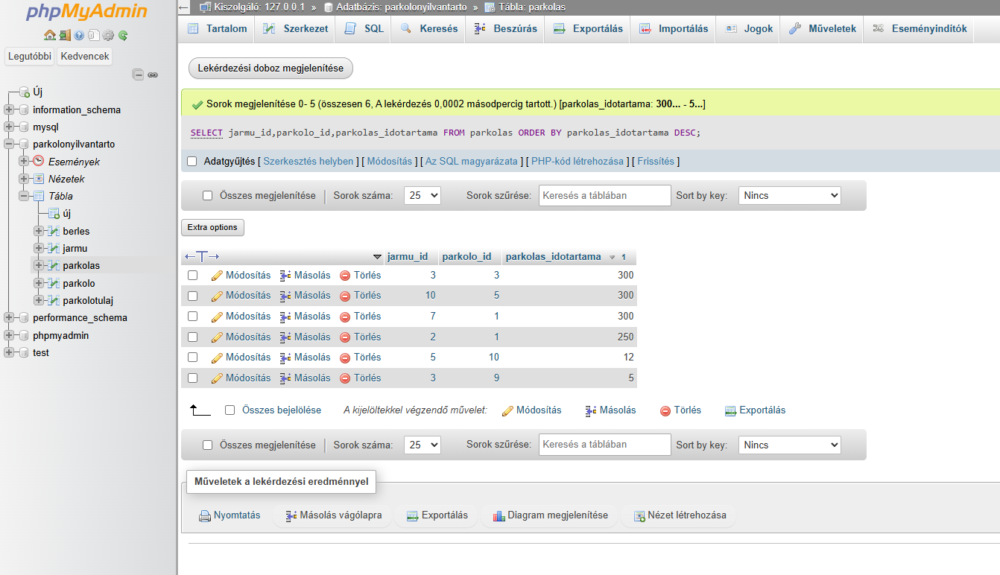 phpMyAdmin
Legutóbbi Kedvencek
Új
information_schema
mysql
parkolonyilvantarto
Események
Nézetek
Tábla
új
berles
jarmu
parkolas
parkolo
parkolotulaj
performance_schema
phpmyadmin
test
Kiszolgáló: 127.0.0.1 » Adatbázis: parkolonyilvantarto » Tábla: parkolas
Tartalom Szerkezet SQL Keresés Beszúrás Exportálás Importálás Jogok Műveletek Eseményindítók
Lekérdezési doboz megjelenítése
Sorok megjelenítése 0- 5 (összesen 6, A lekérdezés 0,0002 másodpercig tartott.) [parkolas_idotartama: 300... - 5...]
SELECT jarmu_id,parkolo_id,parkolas_idotartama FROM parkolas ORDER BY parkolas_idotartama DESC;
Adatgyűjtés [ Szerkesztés helyben ] [ Módosítás ] [ Az SQL magyarázata ] [ PHP-kód létrehozása ] [ Frissítés ]
Összes megjelenítése | Sorok száma: 25 Sorok szűrése: Keresés a táblában Sort by key: Nincs
Extra options
←T→ jarmu_id parkolo_id parkolas_idotartama 1
Módosítás Másolás Törlés 3 3 300
Módosítás Másolás Törlés 10 5 300
Módosítás Másolás Törlés 7 1 300
Módosítás Másolás Törlés 2 1 250
Módosítás Másolás Törlés 5 10 12
Módosítás Másolás Törlés 3 9 5
Összes bejelölése A kijelöltekkel végzendő művelet: Módosítás Másolás Törlés Exportálás
Összes megjelenítése | Sorok száma: 25 Sorok szűrése: Keresés a táblában Sort by key: Nincs
Műveletek a lekérdezési eredménnyel
Nyomtatás Másolás vágólapra Exportálás Diagram megjelenítése Nézet létrehozása